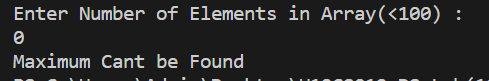 Enter Number of Elements in Array(<100) :
0
Maximum Cant be Found